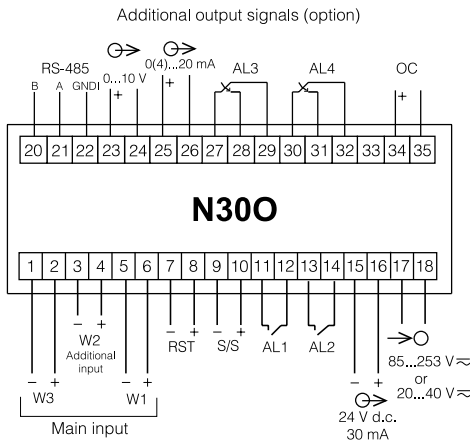 Additional output signals (option)
RS-485 0...10 V 0(4)...20 mA AL3 AL4 OC
B A GNDI + + +
20 21 22 23 24 25 26 27 28 29 30 31 32 33 34 35
N30O
1 2 3 4 5 6 7 8 9 10 11 12 13 14 15 16 17 18
− + − + − + − +
W2 RST S/S AL1 AL2
Additional
input
− + − + − +
W3 W1
Main input
85...253 V ⎓
or
20...40 V ⎓
24 V d.c.
30 mA